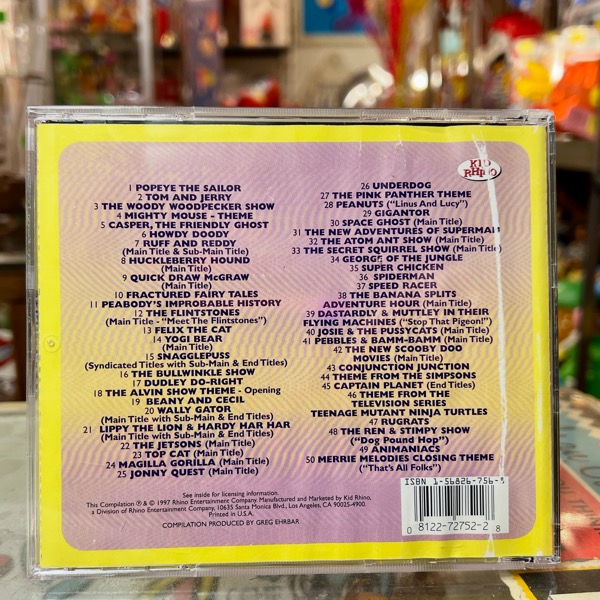 KID
RHINO
1 POPEYE THE SAILOR
2 TOM AND JERRY
3 THE WOODY WOODPECKER SHOW
4 MIGHTY MOUSE - THEME
5 CASPER, THE FRIENDLY GHOST
6 HOWDY DOODY
7 RUFF AND REDDY
(Main Title & Sub-Main Title)
8 HUCKLEBERRY HOUND
(Main Title)
9 QUICK DRAW McGRAW
(Main Title)
10 FRACTURED FAIRY TALES
11 PEABODY'S IMPROBABLE HISTORY
12 THE FLINTSTONES
(Main Title - "Meet The Flintstones")
13 FELIX THE CAT
14 YOGI BEAR
(Main Title)
15 SNAGGLEPUSS
(Syndicated Titles with Sub-Main & End Titles)
16 THE BULLWINKLE SHOW
17 DUDLEY DO-RIGHT
18 THE ALVIN SHOW THEME - Opening
19 BEANY AND CECIL
20 WALLY GATOR
(Main Title with Sub-Main & End Titles)
21 LIPPY THE LION & HARDY HAR HAR
(Main Title with Sub-Main & End Titles)
22 THE JETSONS (Main Title)
23 TOP CAT (Main Title)
24 MAGILLA GORILLA (Main Title)
25 JONNY QUEST (Main Title)
26 UNDERDOG
27 THE PINK PANTHER THEME
28 PEANUTS ("Linus And Lucy")
29 GIGANTOR
30 SPACE GHOST (Main Title)
31 THE NEW ADVENTURES OF SUPERMAN
32 THE ATOM ANT SHOW (Main Title)
33 THE SECRET SQUIRREL SHOW (Main Title)
34 GEORGE OF THE JUNGLE
35 SUPER CHICKEN
36 SPIDERMAN
37 SPEED RACER
38 THE BANANA SPLITS
ADVENTURE HOUR (Main Title)
39 DASTARDLY & MUTTLEY IN THEIR
FLYING MACHINES ("Stop That Pigeon!")
40 JOSIE & THE PUSSYCATS (Main Title)
41 PEBBLES & BAMM-BAMM (Main Title)
42 THE NEW SCOOBY DOO
MOVIES (Main Title)
43 CONJUNCTION JUNCTION
44 THEME FROM THE SIMPSONS
45 CAPTAIN PLANET (End Titles)
46 THEME FROM THE
TELEVISION SERIES
TEENAGE MUTANT NINJA TURTLES
47 RUGRATS
48 THE REN & STIMPY SHOW
("Dog Pound Hop")
49 ANIMANIACS
50 MERRIE MELODIES CLOSING THEME
("That's All Folks")
See inside for licensing information.
This Compilation ℗ & © 1997 Rhino Entertainment Company. Manufactured and Marketed by Kid Rhino,
a Division of Rhino Entertainment Company, 10635 Santa Monica Blvd., Los Angeles, CA 90025-4900.
Printed in U.S.A.
COMPILATION PRODUCED BY GREG EHRBAR
ISBN 1-56826-756-
0 8122-72752-2 8